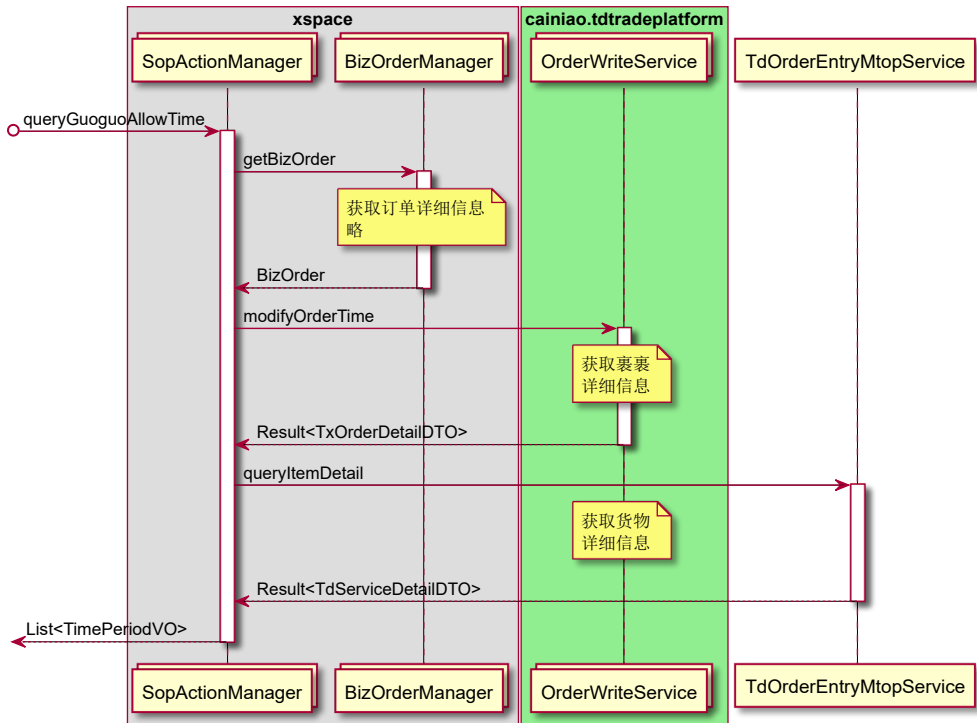 xspace
cainiao.tdtradeplatform
SopActionManager
BizOrderManager
OrderWriteService
TdOrderEntryMtopService
queryGuoguoAllowTime
getBizOrder
获取订单详细信息
略
BizOrder
modifyOrderTime
获取裹裹
详细信息
Result<TxOrderDetailDTO>
queryItemDetail
获取货物
详细信息
Result<TdServiceDetailDTO>
List<TimePeriodVO>
SopActionManager
BizOrderManager
OrderWriteService
TdOrderEntryMtopService